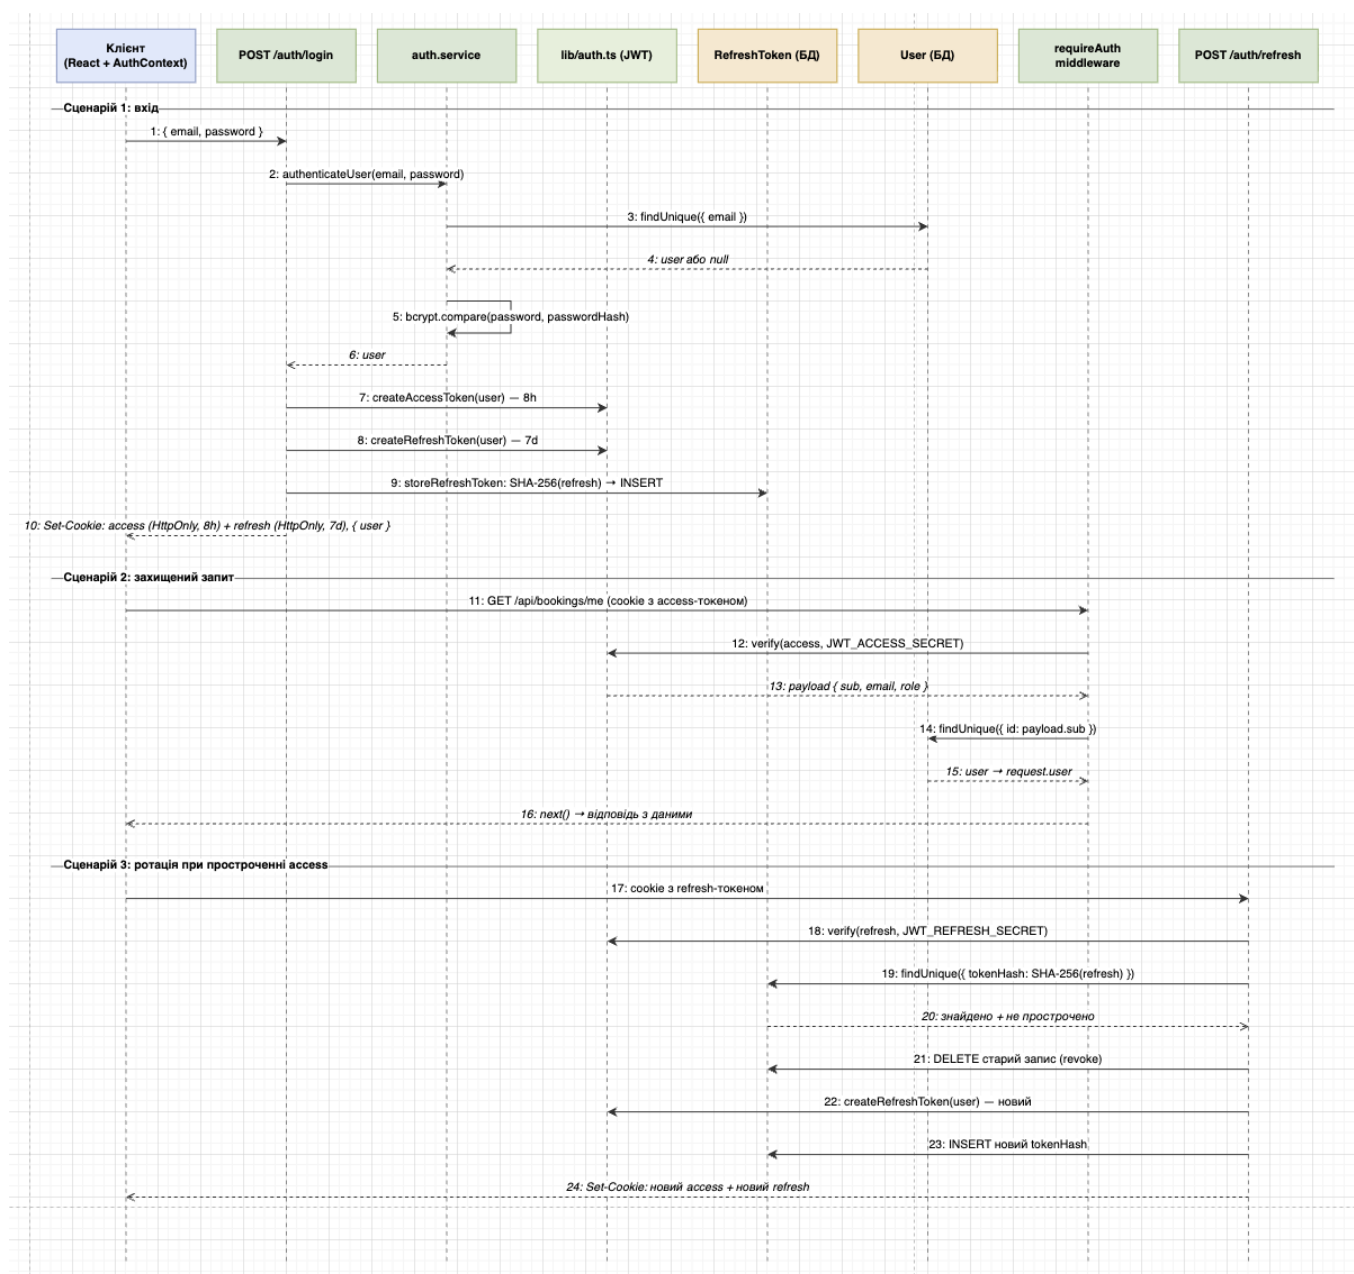 Клієнт
(React + AuthContext)
POST /auth/login
auth.service
lib/auth.ts (JWT)
RefreshToken (БД)
User (БД)
requireAuth
middleware
POST /auth/refresh
Сценарій 1: вхід
1: { email, password }
2: authenticateUser(email, password)
3: findUnique({ email })
4: user або null
5: bcrypt.compare(password, passwordHash)
6: user
7: createAccessToken(user) — 8h
8: createRefreshToken(user) — 7d
9: storeRefreshToken: SHA-256(refresh) → INSERT
10: Set-Cookie: access (HttpOnly, 8h) + refresh (HttpOnly, 7d), { user }
Сценарій 2: захищений запит
11: GET /api/bookings/me (cookie з access-токеном)
12: verify(access, JWT_ACCESS_SECRET)
13: payload { sub, email, role }
14: findUnique({ id: payload.sub })
15: user → request.user
16: next() → відповідь з даними
Сценарій 3: ротація при простроченні access
17: cookie з refresh-токеном
18: verify(refresh, JWT_REFRESH_SECRET)
19: findUnique({ tokenHash: SHA-256(refresh) })
20: знайдено + не прострочено
21: DELETE старий запис (revoke)
22: createRefreshToken(user) — новий
23: INSERT новий tokenHash
24: Set-Cookie: новий access + новий refresh